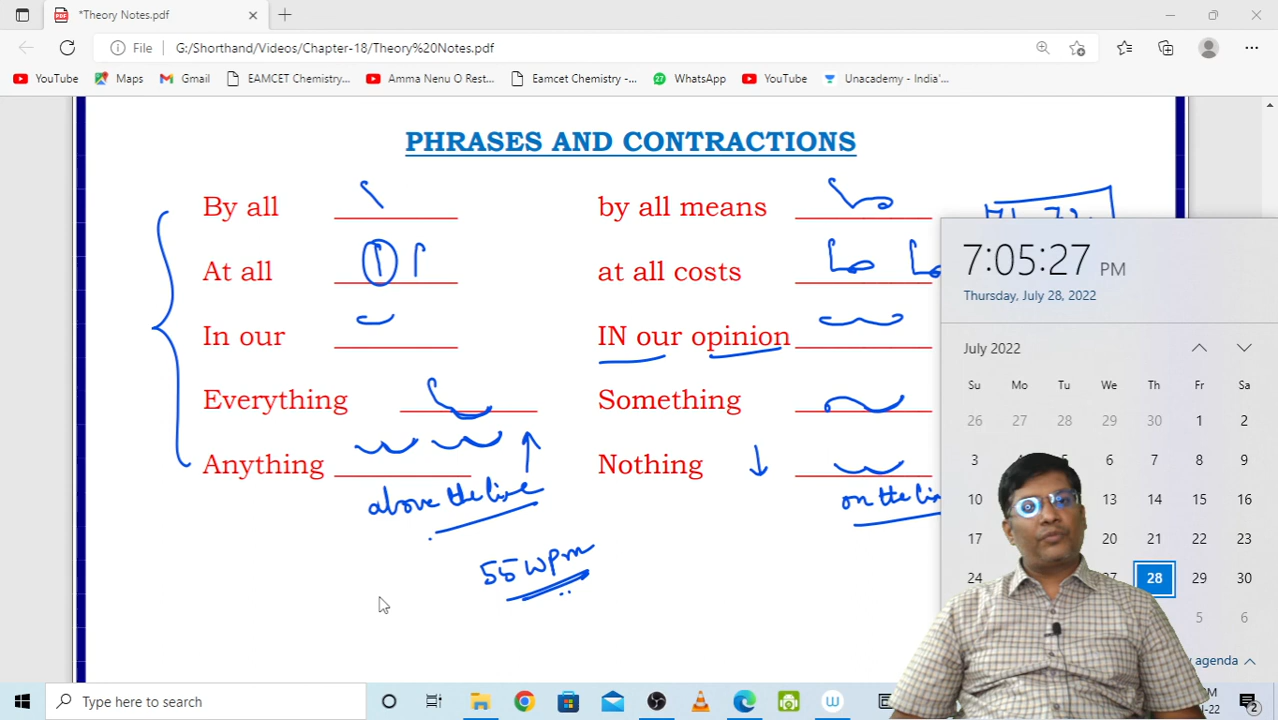 *Theory Notes.pdf
File G:/Shorthand/Videos/Chapter-18/Theory%20Notes.pdf
YouTube Maps Gmail EAMCET Chemistry... Amma Nenu O Rest... Eamcet Chemistry -... WhatsApp YouTube Unacademy - India'...
PHRASES AND CONTRACTIONS
By all by all means
At all at all costs
In our IN our opinion
Everything Something
Anything Nothing
above the line on the
55 wpm
7:05:27 PM
Thursday, July 28, 2022
July 2022
Su Mo Tu We Th Fr Sa
26 27 28 29 30 1 2
3 4 5 6 7 8 9
10 13 14 15 16
17 20 21 22 23
24 27 28 29 30
5 6
agenda
Type here to search
2